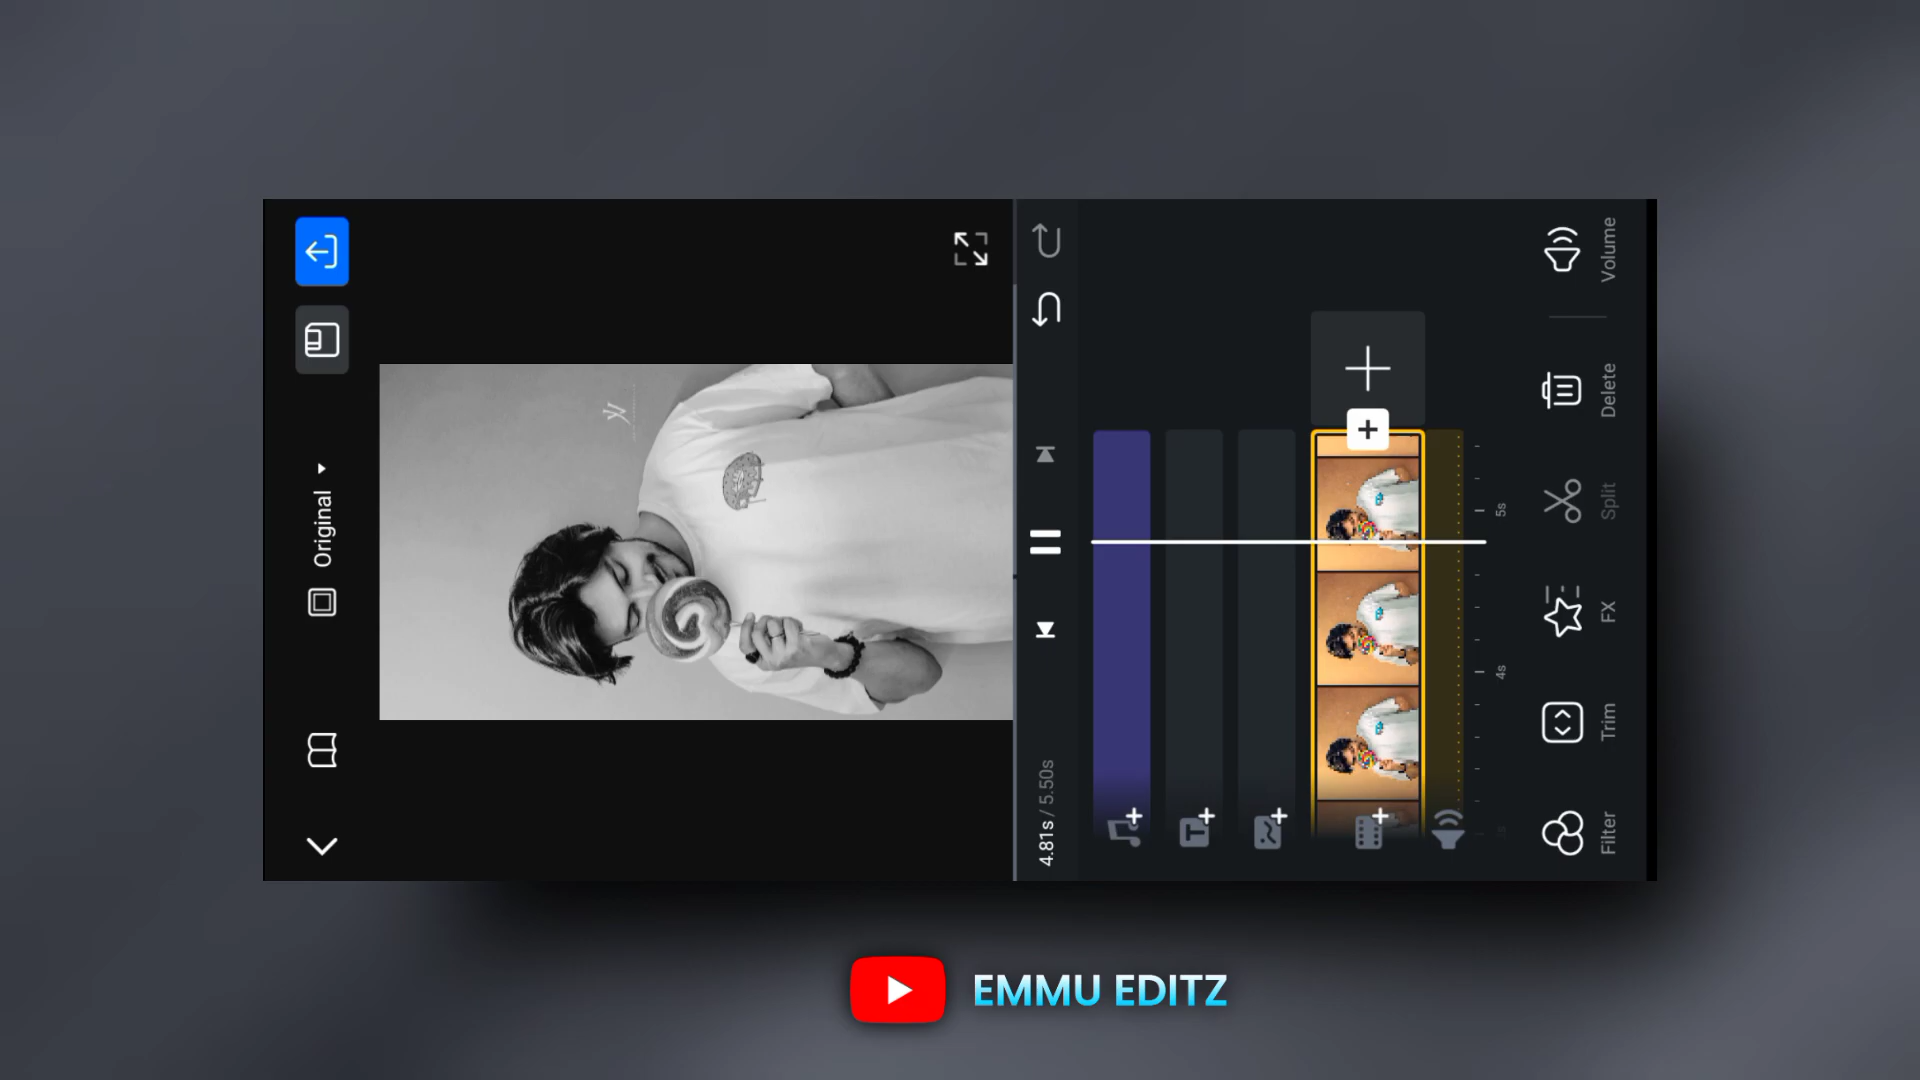 Original
4.81s / 5.50s
5s
4s
Volume
Delete
Split
FX
Trim
Filter
EMMU EDITZ